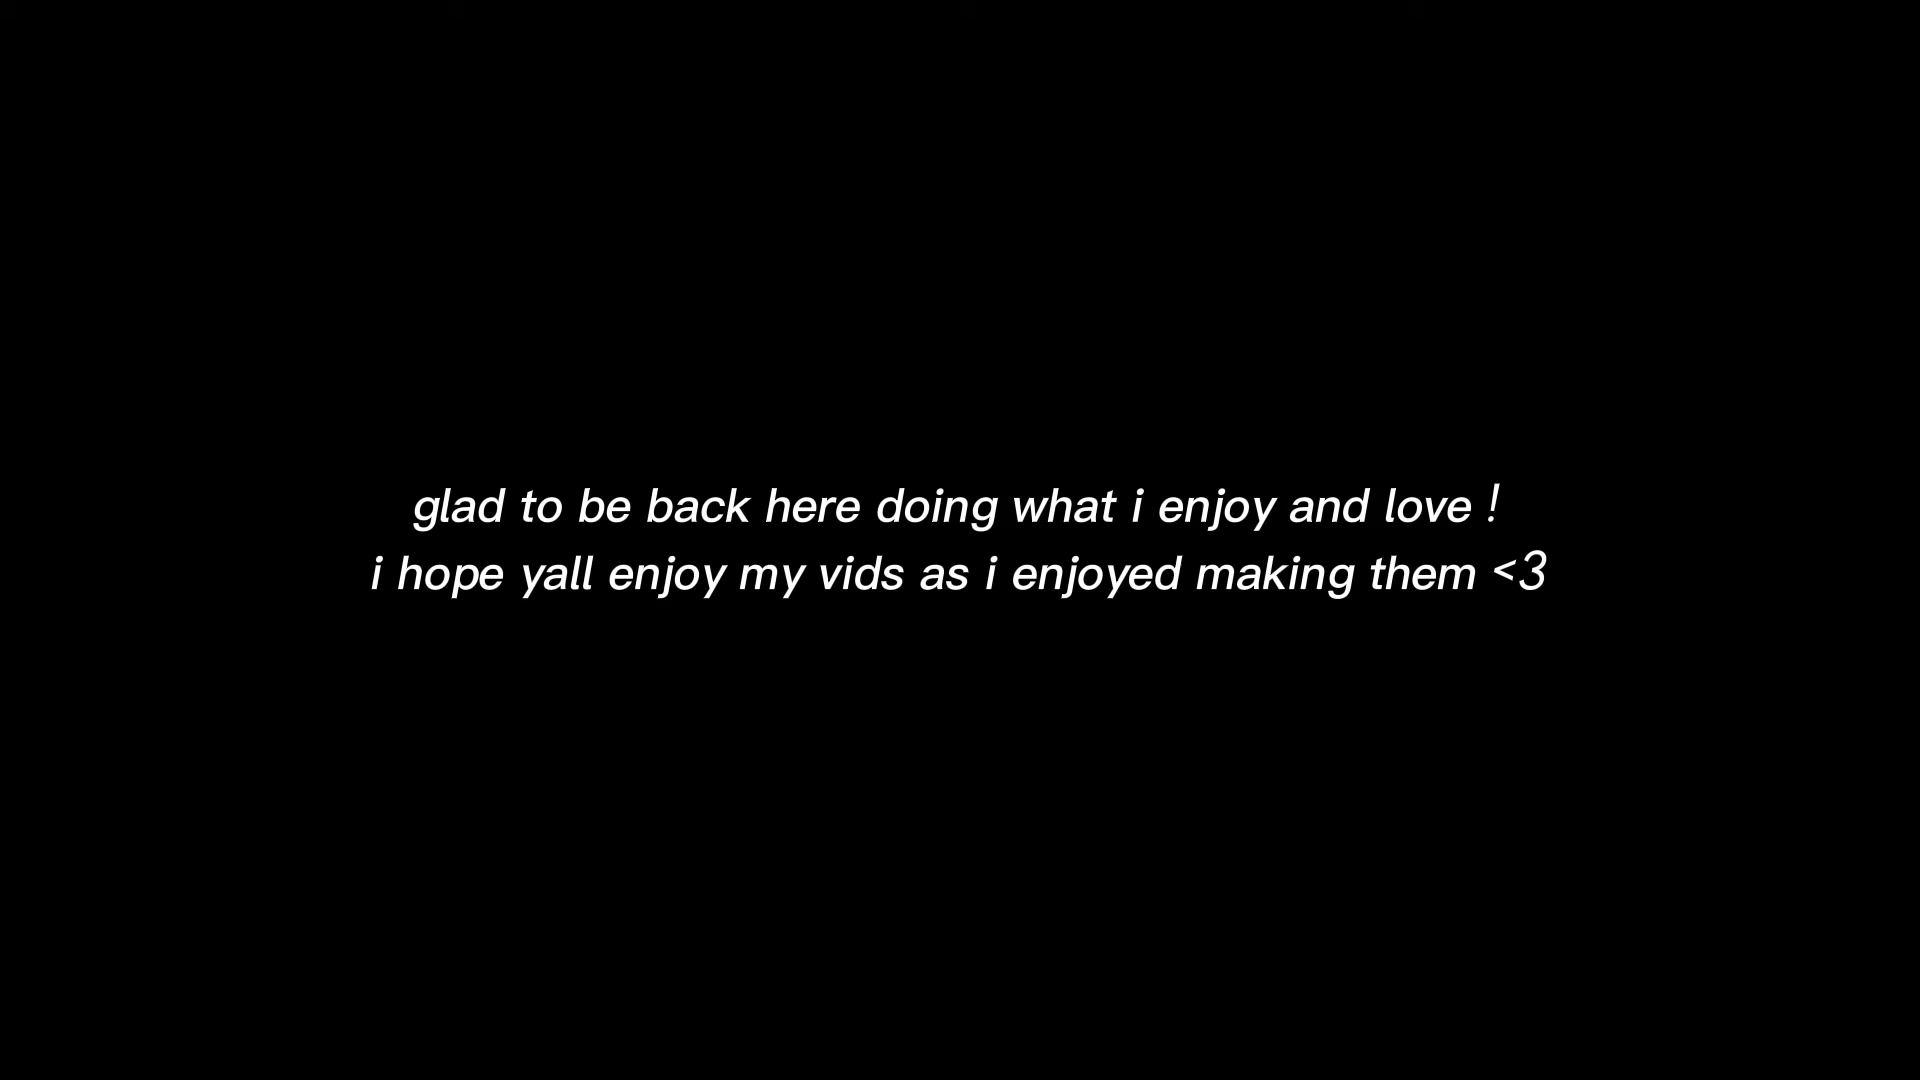 glad to be back here doing what i enjoy and love !
i hope yall enjoy my vids as i enjoyed making them <3